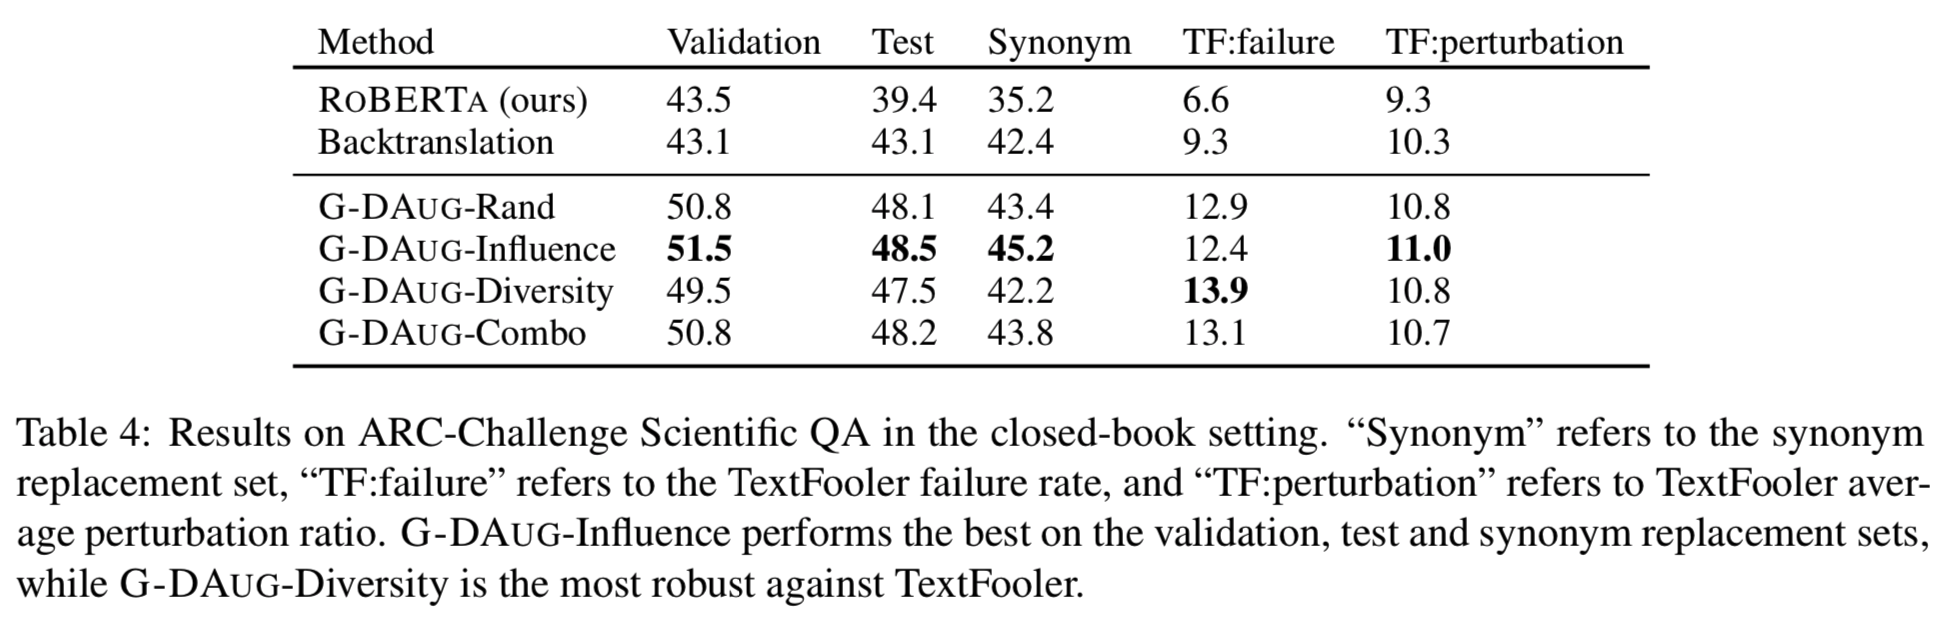 Method Validation Test Synonym TF:failure TF:perturbation
ROBERTA (ours) 43.5 39.4 35.2 6.6 9.3
Backtranslation 43.1 43.1 42.4 9.3 10.3
G-DAUG-Rand 50.8 48.1 43.4 12.9 10.8
G-DAUG-Influence 51.5 48.5 45.2 12.4 11.0
G-DAUG-Diversity 49.5 47.5 42.2 13.9 10.8
G-DAUG-Combo 50.8 48.2 43.8 13.1 10.7
Table 4: Results on ARC-Challenge Scientific QA in the closed-book setting. “Synonym” refers to the synonym
replacement set, “TF:failure” refers to the TextFooler failure rate, and “TF:perturbation” refers to TextFooler aver-
age perturbation ratio. G-DAUG-Influence performs the best on the validation, test and synonym replacement sets,
while G-DAUG-Diversity is the most robust against TextFooler.